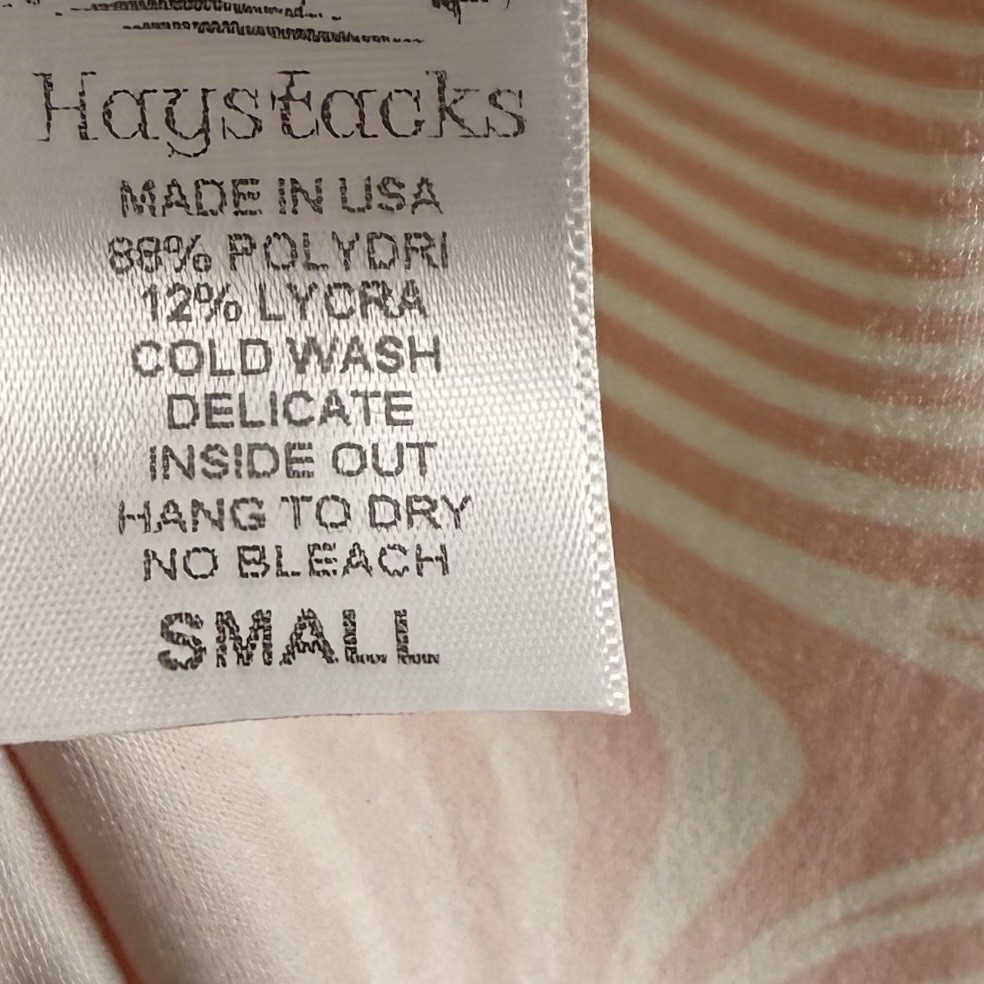 Haystacks
MADE IN USA
88% POLYDRI
12% LYCRA
COLD WASH
DELICATE
INSIDE OUT
HANG TO DRY
NO BLEACH
SMALL